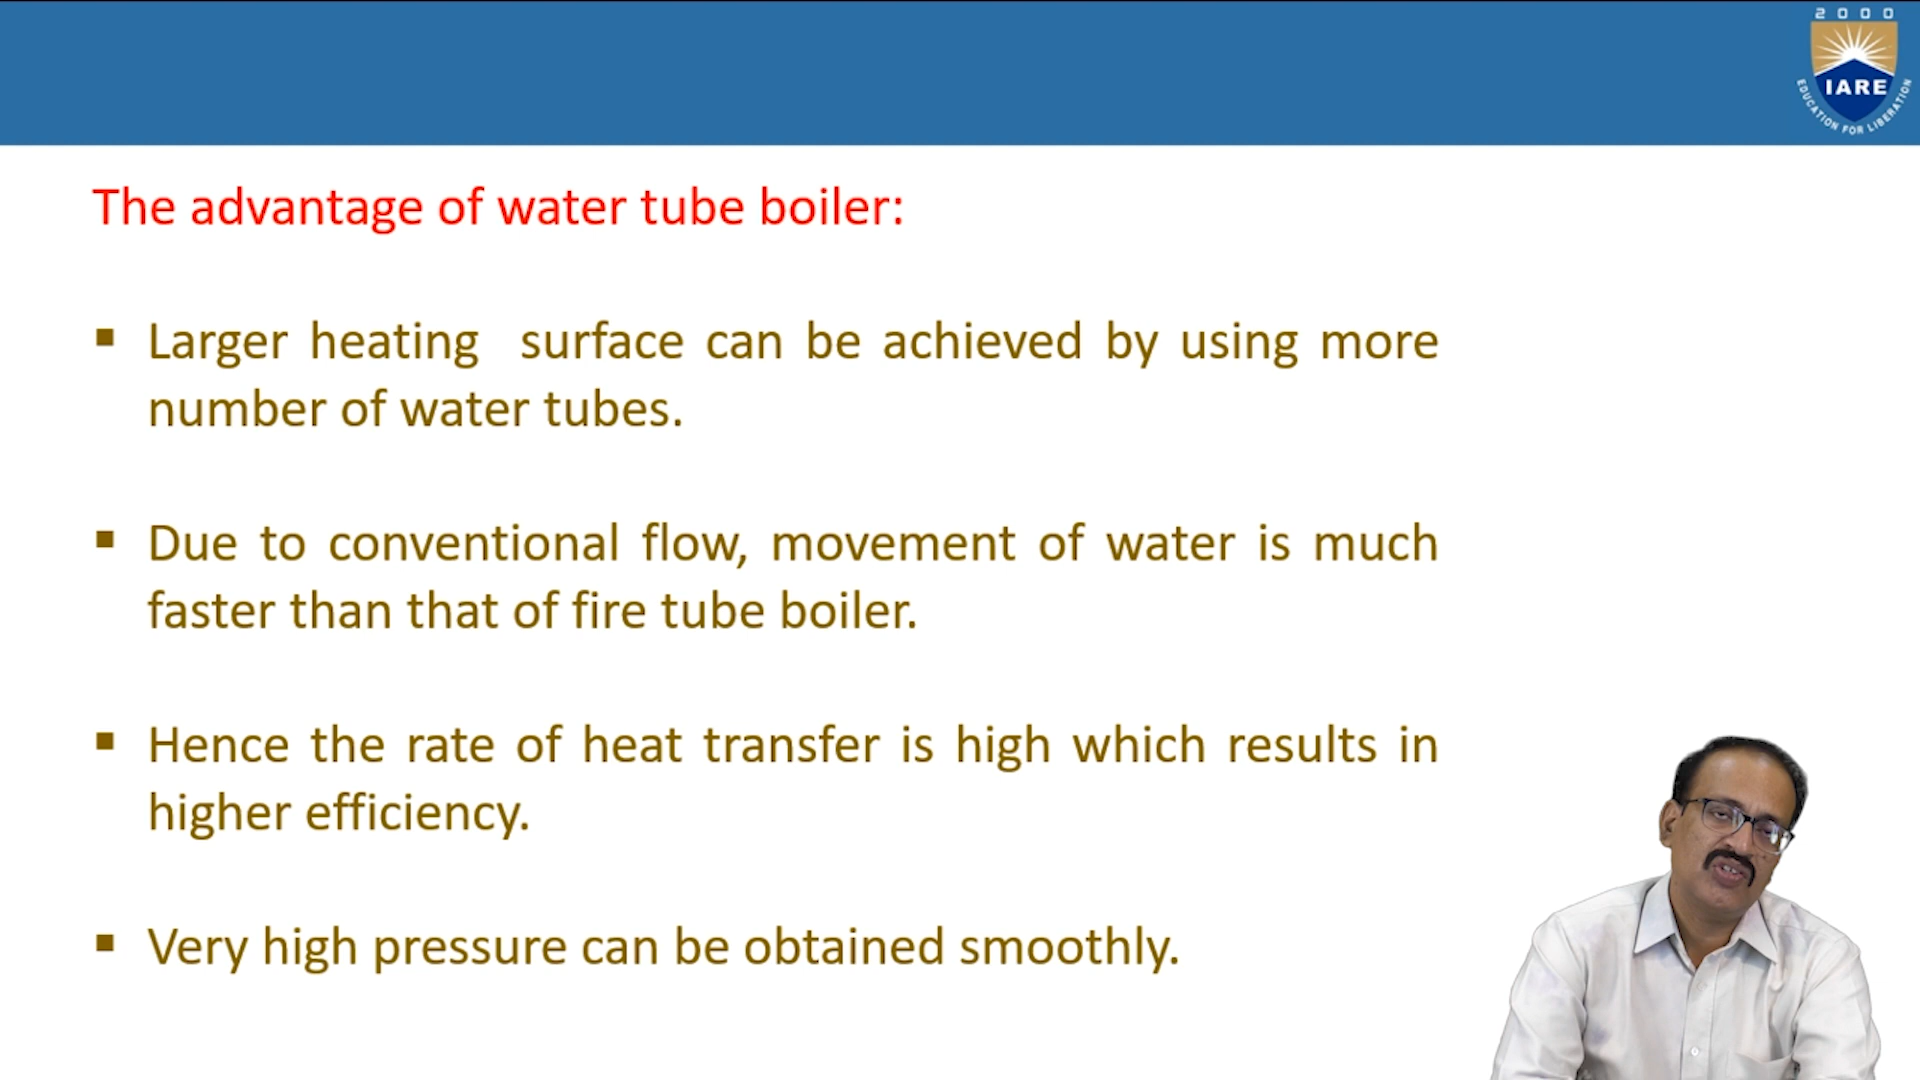 2000
IARE
EDUCATION FOR LIBERATION
The advantage of water tube boiler:
Larger heating surface can be achieved by using more
number of water tubes.
Due to conventional flow, movement of water is much
faster than that of fire tube boiler.
Hence the rate of heat transfer is high which results in
higher efficiency.
Very high pressure can be obtained smoothly.